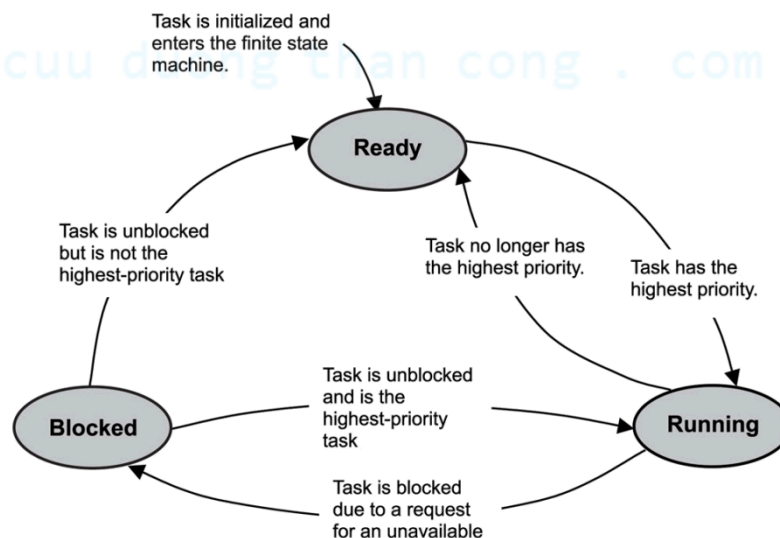 Task is initialized and
enters the finite state
machine.
cuu duong than cong . com
Ready
Task is unblocked
but is not the
highest-priority task
Task no longer has
the highest priority.
Task has the
highest priority.
Task is unblocked
and is the
highest-priority
task
Blocked
Running
Task is blocked
due to a request
for an unavailable